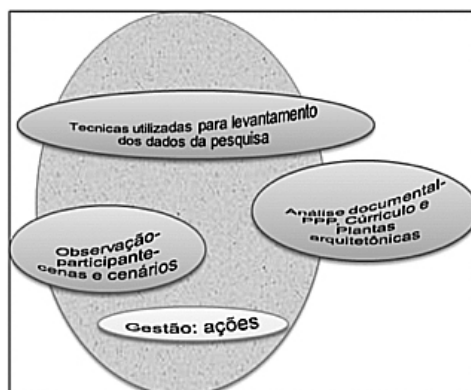 Tecnicas utilizadas para levantamento
dos dados da pesquisa
Análise documental-
PPP, Cúrrículo e
Plantas
arquitetônicas
Observação-
participante-
cenas e cenários
Gestão: ações